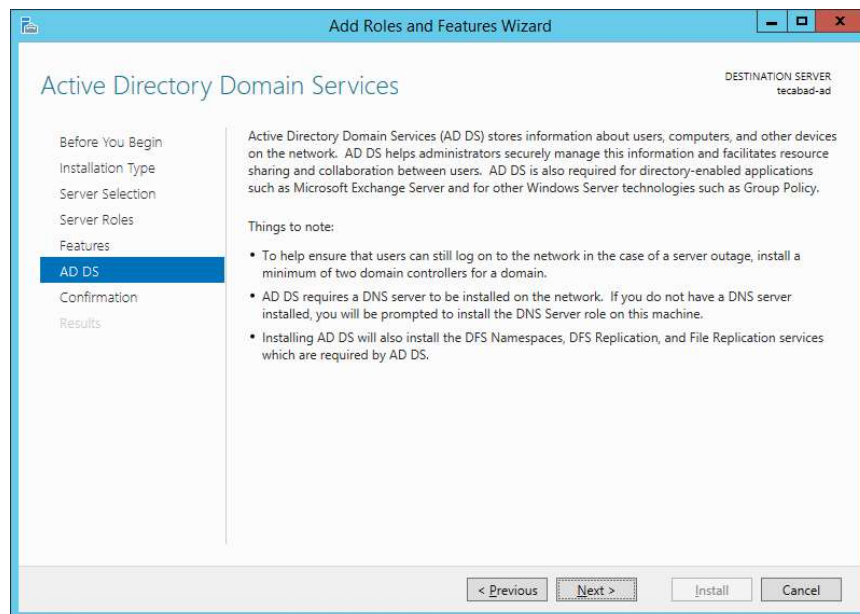 Add Roles and Features Wizard
Active Directory Domain Services
DESTINATION SERVER
tecabad-ad
Before You Begin
Installation Type
Server Selection
Server Roles
Features
AD DS
Confirmation
Results
Active Directory Domain Services (AD DS) stores information about users, computers, and other devices
on the network. AD DS helps administrators securely manage this information and facilitates resource
sharing and collaboration between users. AD DS is also required for directory-enabled applications
such as Microsoft Exchange Server and for other Windows Server technologies such as Group Policy.
Things to note:
• To help ensure that users can still log on to the network in the case of a server outage, install a
minimum of two domain controllers for a domain.
• AD DS requires a DNS server to be installed on the network. If you do not have a DNS server
installed, you will be prompted to install the DNS Server role on this machine.
• Installing AD DS will also install the DFS Namespaces, DFS Replication, and File Replication services
which are required by AD DS.
< Previous
Next >
Install
Cancel